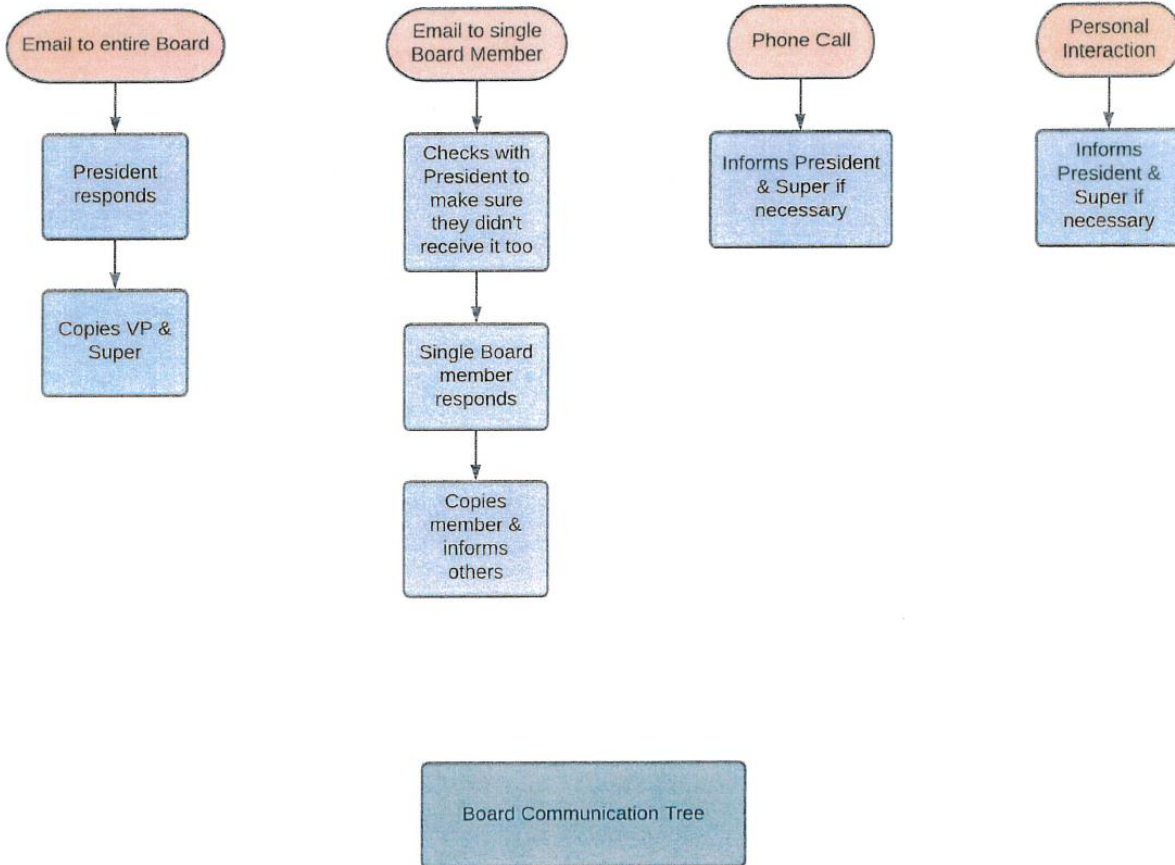 Email to entire Board
President
responds
Copies VP &
Super
Email to single
Board Member
Checks with
President to
make sure
they didn't
receive it too
Single Board
member
responds
Copies
member &
informs
others
Phone Call
Informs President
& Super if
necessary
Personal
Interaction
Informs
President &
Super if
necessary
Board Communication Tree